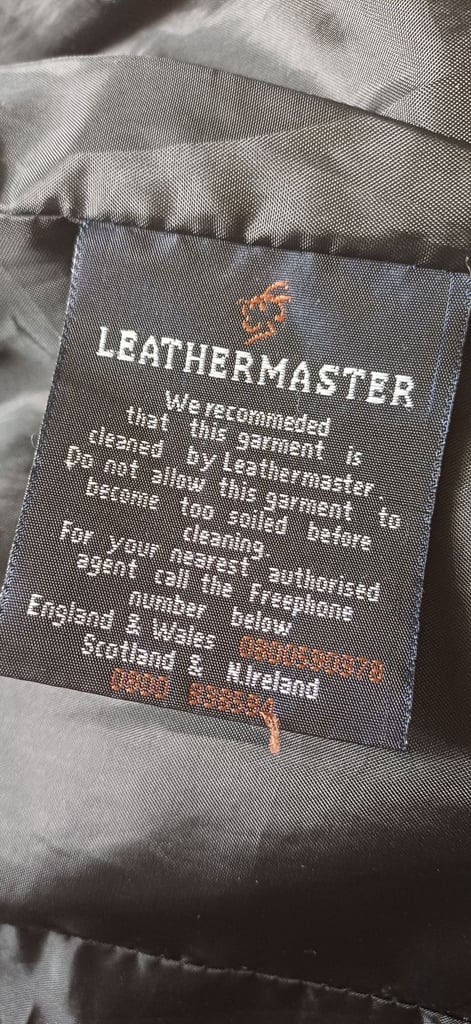 LEATHERMASTER
We recommeded
that this garment is
cleaned by Leathermaster.
Do not allow this garment to
become too soiled before
cleaning.
For your nearest authorised
agent call the Freephone
number below
England & Wales
Scotland & N.Ireland
0800